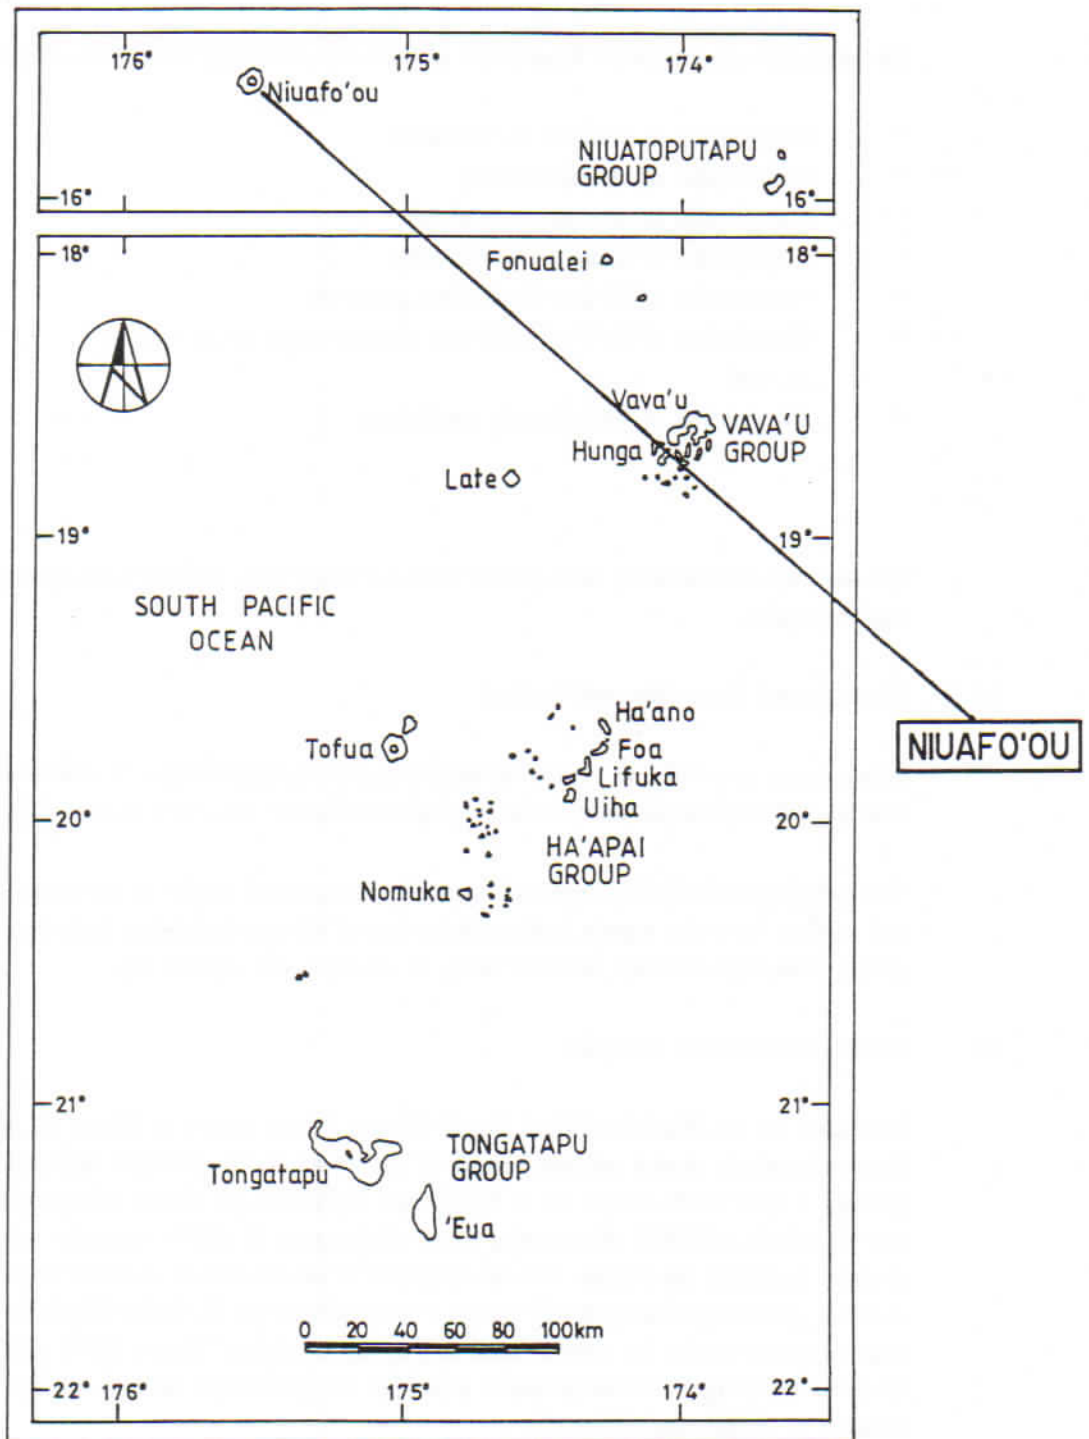 176°
175°
174°
Niuafo'ou
NIUATOPUTAPU
GROUP
16°
16°
18°
Fonualei
18°
Vava'u
VAVA'U
GROUP
Hunga
Late
19°
19°
SOUTH PACIFIC
OCEAN
Ha'ano
Tofua
Foa
NIUAFO'OU
Lifuka
Uiha
20°
20°
HA'APAI
GROUP
Nomuka
21°
21°
TONGATAPU
GROUP
Tongatapu
'Eua
0 20 40 60 80 100km
22°
176°
175°
174°
22°